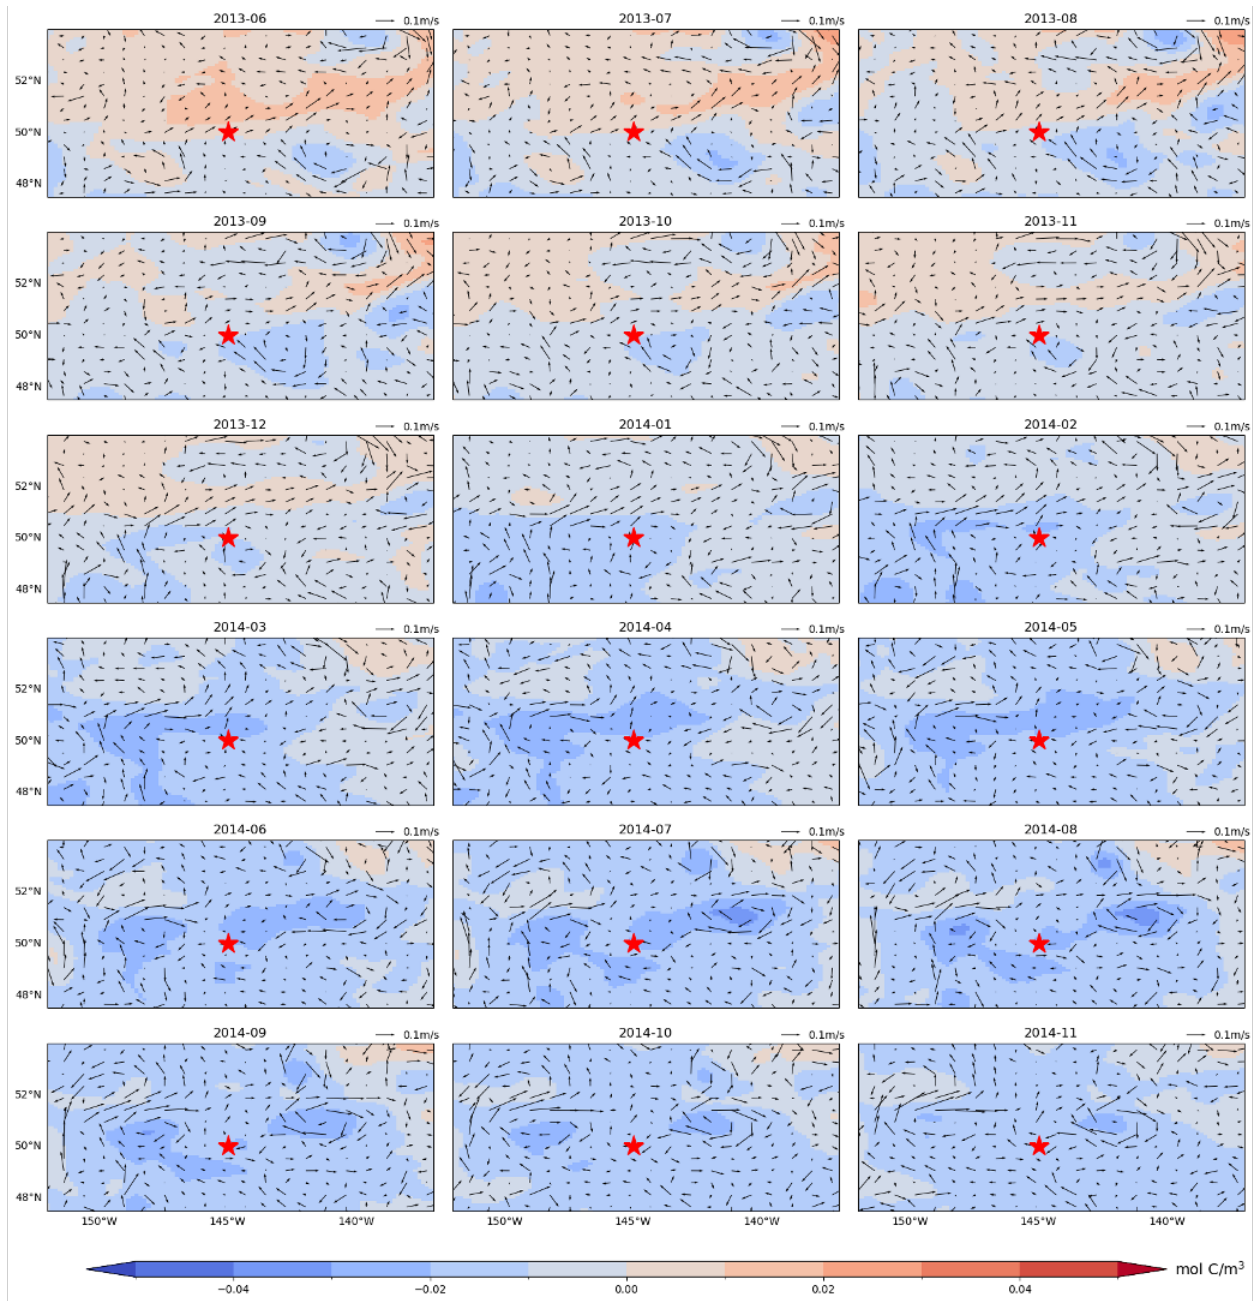 2013-06 0.1m/s 2013-07 0.1m/s 2013-08 0.1m/s
52°N
50°N
48°N
2013-09 0.1m/s 2013-10 0.1m/s 2013-11 0.1m/s
52°N
50°N
48°N
2013-12 0.1m/s 2014-01 0.1m/s 2014-02 0.1m/s
52°N
50°N
48°N
2014-03 0.1m/s 2014-04 0.1m/s 2014-05 0.1m/s
52°N
50°N
48°N
2014-06 0.1m/s 2014-07 0.1m/s 2014-08 0.1m/s
52°N
50°N
48°N
2014-09 0.1m/s 2014-10 0.1m/s 2014-11 0.1m/s
52°N
50°N
48°N
150°W 145°W 140°W 150°W 145°W 140°W 150°W 145°W 140°W
mol C/m³
−0.04 −0.02 0.00 0.02 0.04